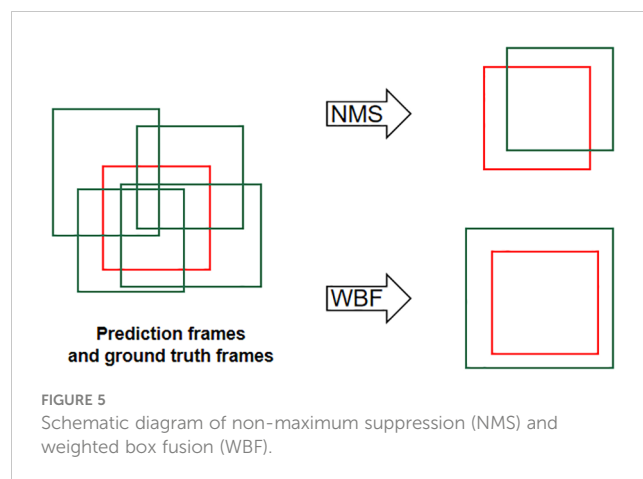 NMS
WBF
Prediction frames
and ground truth frames
FIGURE 5
Schematic diagram of non-maximum suppression (NMS) and
weighted box fusion (WBF).